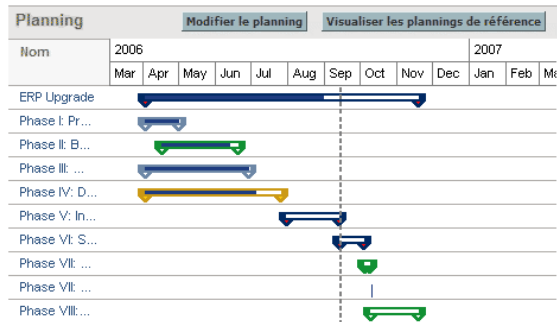 Planning
Modifier le planning
Visualiser les plannings de référence
Nom
2006
2007
Mar Apr May Jun Jul Aug Sep Oct Nov Dec Jan Feb Ma
ERP Upgrade
Phase I: Pr...
Phase II: B...
Phase III: ...
Phase IV: D...
Phase V: In...
Phase VI: S...
Phase VII: ...
Phase VII: ...
Phase VIII:...